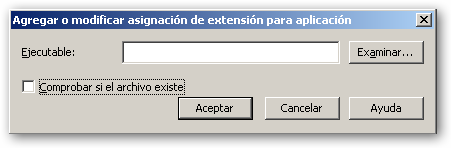 Agregar o modificar asignación de extensión para aplicación
Ejecutable:
Examinar...
Comprobar si el archivo existe
Aceptar
Cancelar
Ayuda